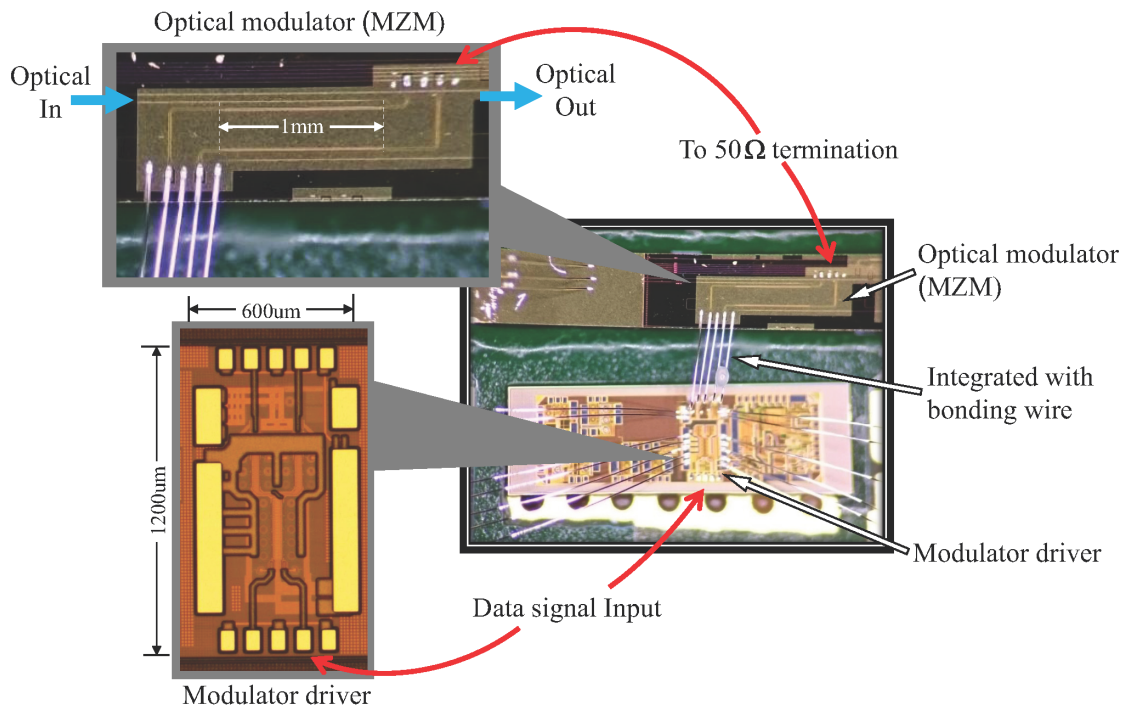 Optical modulator (MZM)
Optical
In
Optical
Out
1mm
To 50Ω termination
Optical modulator
(MZM)
600um
Integrated with
bonding wire
1200um
Modulator driver
Data signal Input
Modulator driver